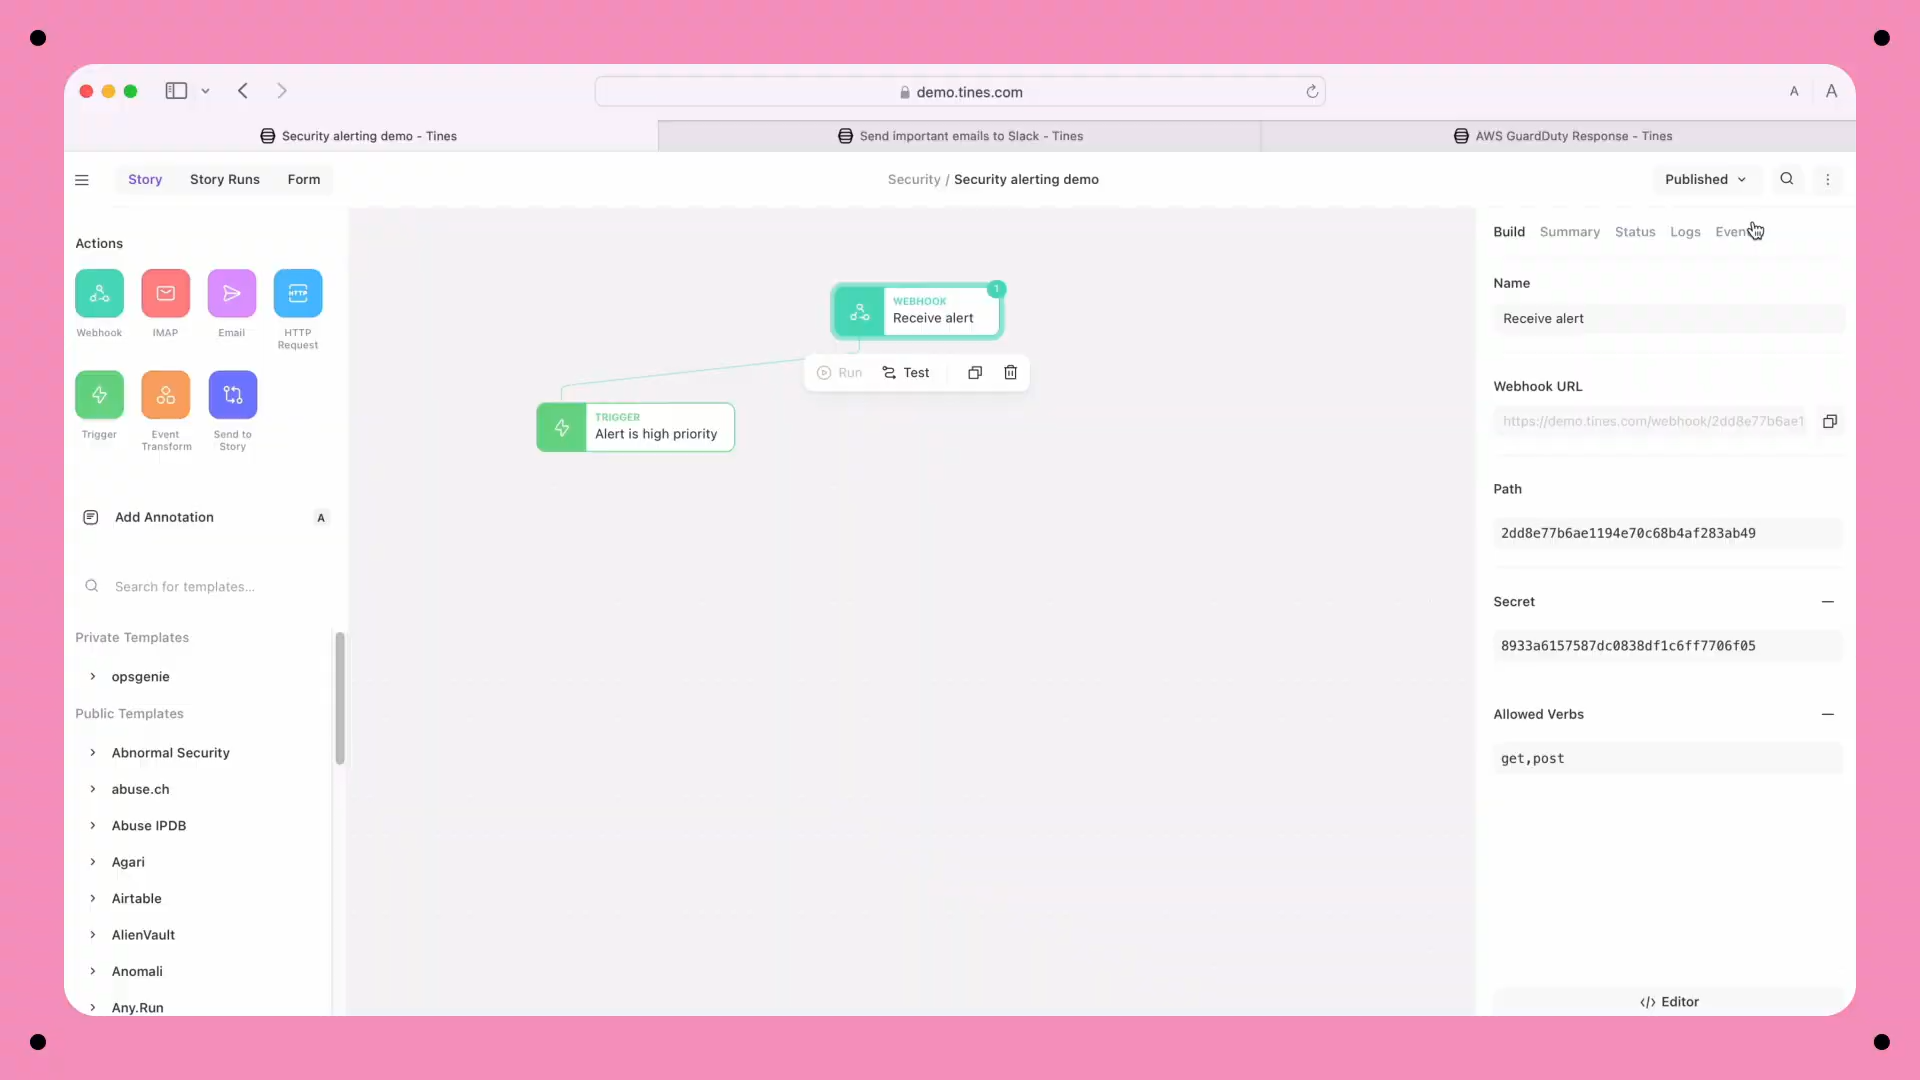 demo.tines.com
A
A
Security alerting demo - Tines
Send important emails to Slack - Tines
AWS GuardDuty Response - Tines
Story
Story Runs
Form
Security / Security alerting demo
Published
Actions
Webhook
IMAP
Email
HTTP
HTTP
Request
Trigger
Event
Transform
Send to
Story
Add Annotation
A
Search for templates...
Private Templates
opsgenie
Public Templates
Abnormal Security
abuse.ch
Abuse IPDB
Agari
Airtable
AlienVault
Anomali
Any.Run
WEBHOOK
Receive alert
1
Run
Test
TRIGGER
Alert is high priority
Build
Summary
Status
Logs
Even
Name
Receive alert
Webhook URL
https://demo.tines.com/webhook/2dd8e77b6ae1
Path
2dd8e77b6ae1194e70c68b4af283ab49
Secret
8933a6157587dc0838df1c6ff7706f05
Allowed Verbs
get,post
</> Editor